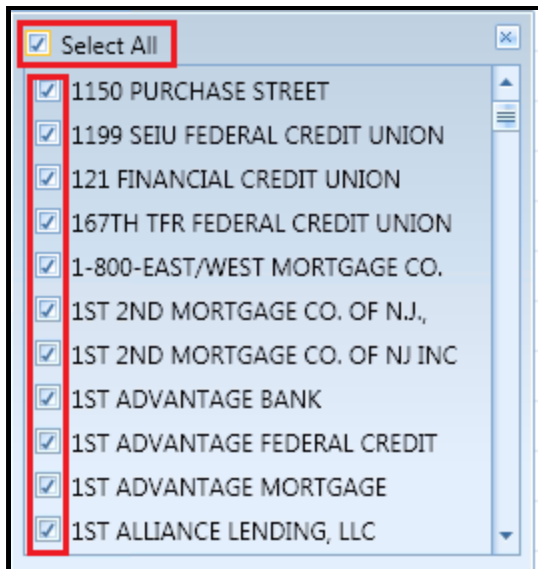 Select All
1150 PURCHASE STREET
1199 SEIU FEDERAL CREDIT UNION
121 FINANCIAL CREDIT UNION
167TH TFR FEDERAL CREDIT UNION
1-800-EAST/WEST MORTGAGE CO.
1ST 2ND MORTGAGE CO. OF N.J.,
1ST 2ND MORTGAGE CO. OF NJ INC
1ST ADVANTAGE BANK
1ST ADVANTAGE FEDERAL CREDIT
1ST ADVANTAGE MORTGAGE
1ST ALLIANCE LENDING, LLC